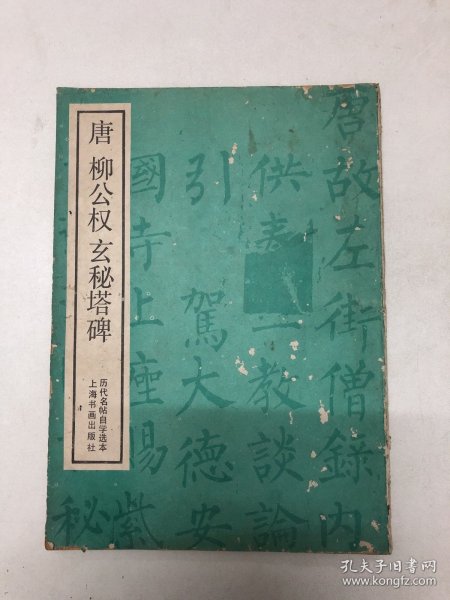 唐 柳公权 玄秘塔碑
历代名帖自学选本
上海书画出版社
唐故左街僧録内
供奉三教談論
引駕大德安
國寺上座賜紫
秘
孔夫子旧书网
www.kongfz.com